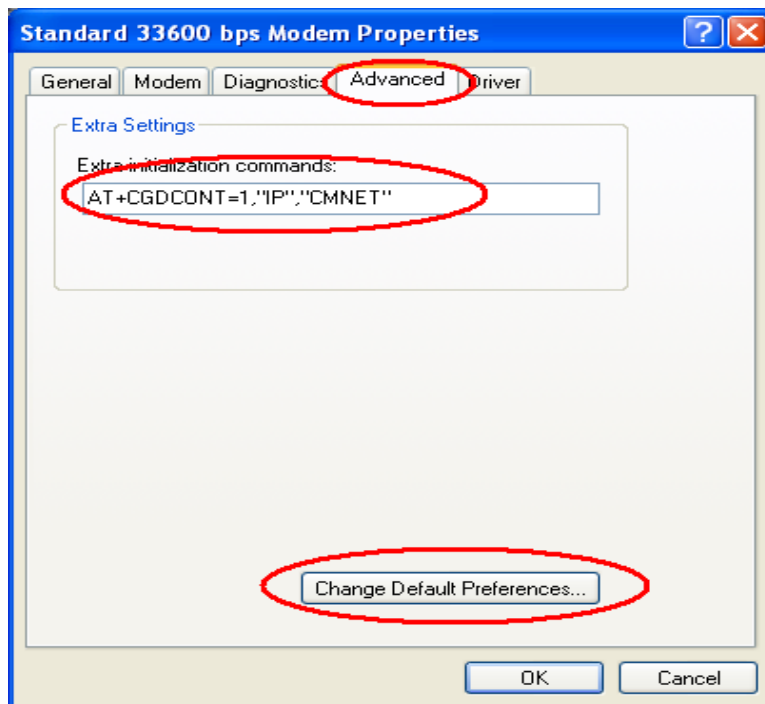 Standard 33600 bps Modem Properties
General Modem Diagnostics Advanced Driver
Extra Settings
Extra initialization commands:
AT+CGDCONT=1,"IP","CMNET"
Change Default Preferences...
OK Cancel